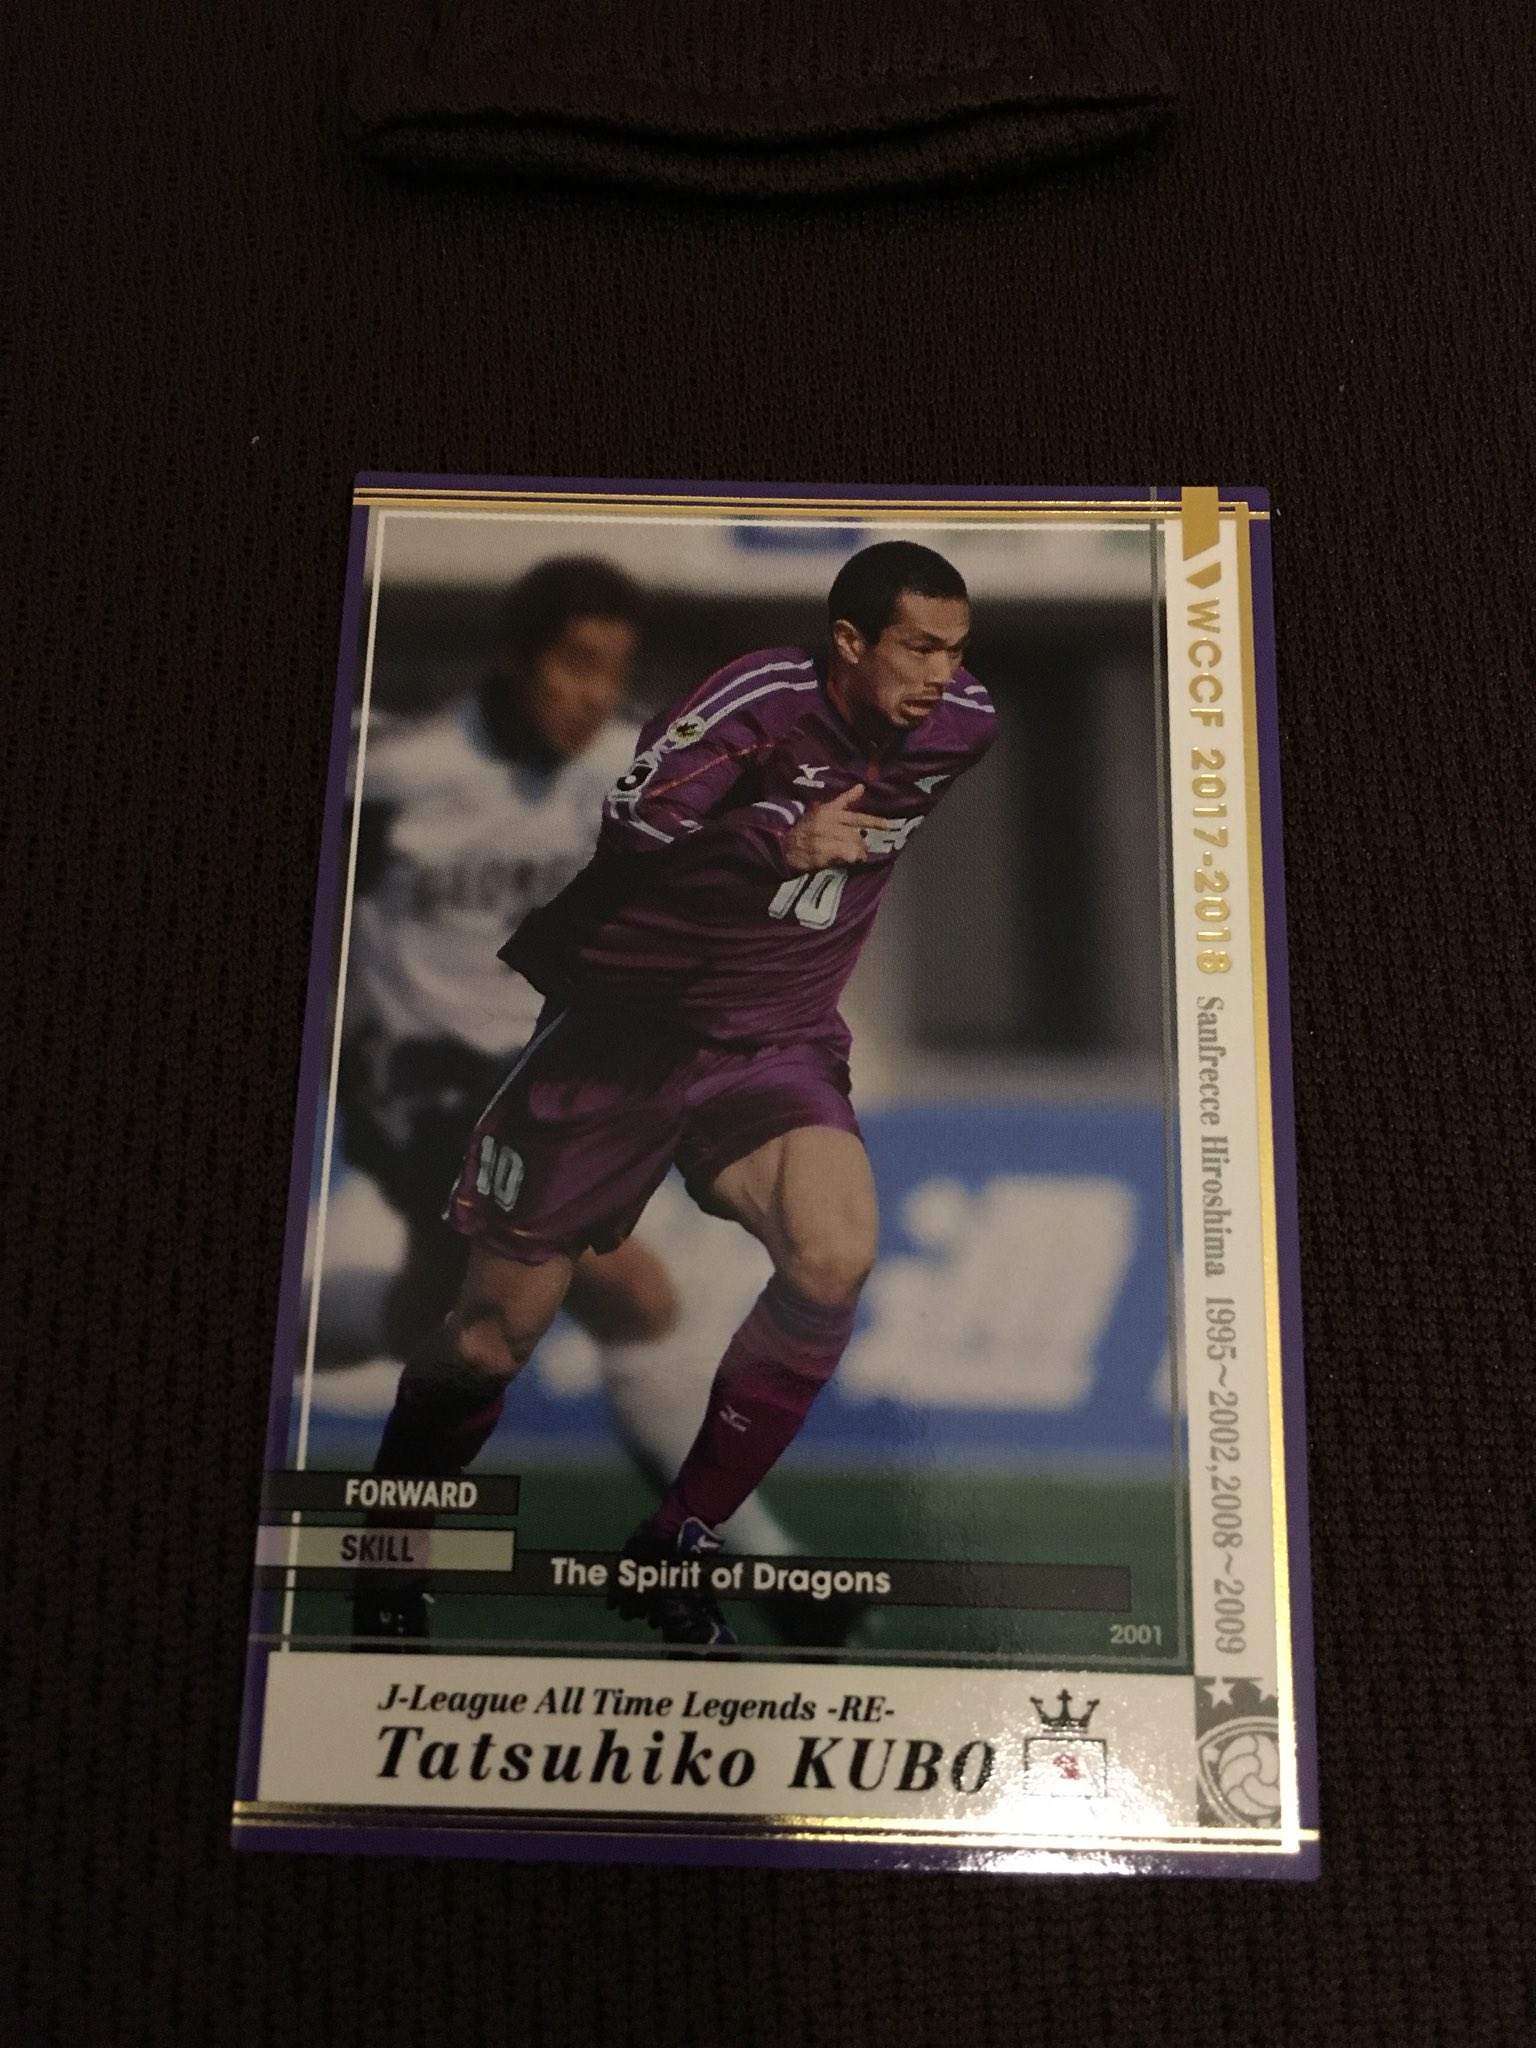 WCCF 2017-2018 Sanfrecce Hiroshima 1995~2002,2008~2009
10
10
FORWARD
SKILL
The Spirit of Dragons
2001
J-League All Time Legends -RE-
Tatsuhiko KUBO